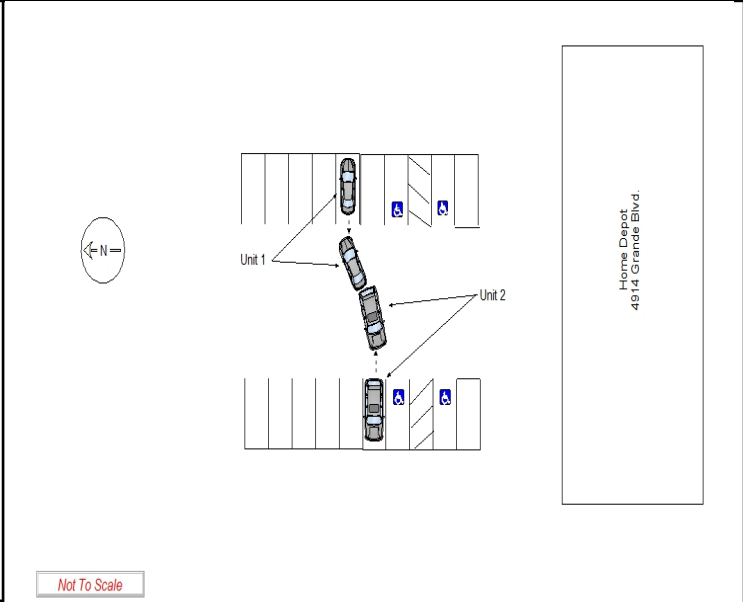 Home Depot
4914 Grande Blvd.
N
Unit 1
Unit 2
Not To Scale